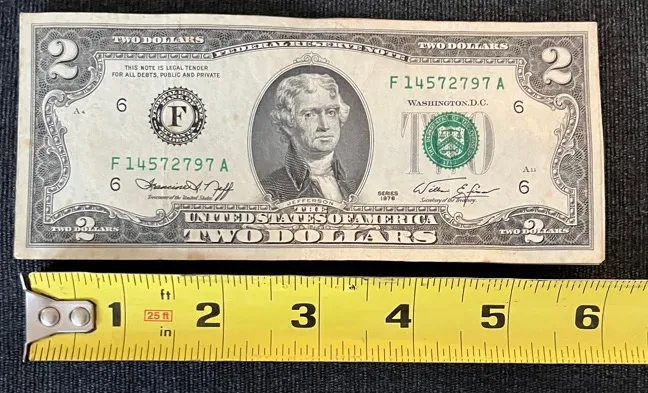 2 TWO DOLLARS FEDERAL RESERVE NOTE TWO DOLLARS 2
THIS NOTE IS LEGAL TENDER
FOR ALL DEBTS, PUBLIC AND PRIVATE
F 14572797 A
WASHINGTON, D.C.
6 6
F
TWO
F 14572797 A
6 6
Treasurer of the United States
SERIES
1976
Secretary of the Treasury
JEFFERSON
THE
UNITED STATES OF AMERICA
TWO DOLLARS 2 TWO DOLLARS TWO DOLLARS 2
ft
1 25 ft 2 3 4 5 6
in